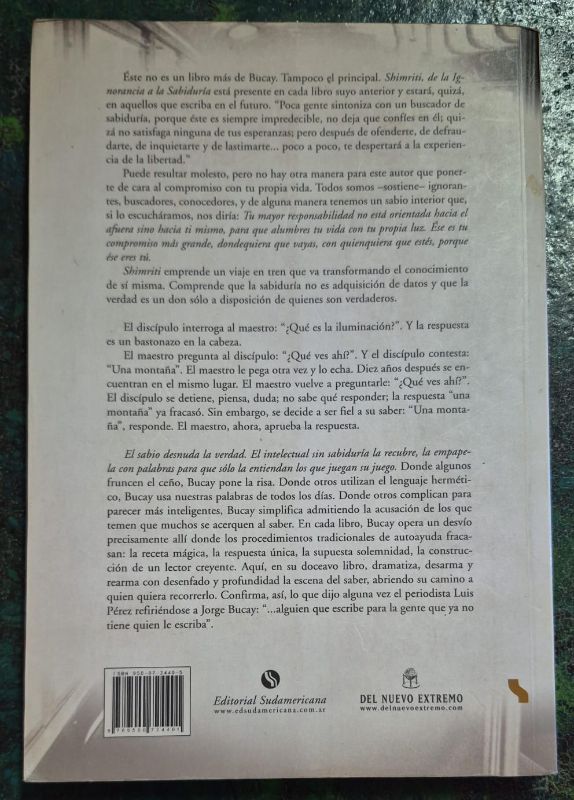 Éste no es un libro más de Bucay. Tampoco el principal. Shimriti, de la Ig-
norancia a la Sabiduría está presente en cada libro suyo anterior y estará, quizá,
en aquellos que escriba en el futuro. “Poca gente sintoniza con un buscador de
sabiduría, porque éste es siempre impredecible, no deja que confíes en él; qui-
zá no satisfaga ninguna de tus esperanzas; pero después de ofenderte, de defrau-
darte, de inquietarte y de lastimarte... poco a poco, te despertará a la experien-
cia de la libertad.”
Puede resultar molesto, pero no hay otra manera para este autor que poner-
te de cara al compromiso con tu propia vida. Todos somos –sostiene– ignoran-
tes, buscadores, conocedores, y de alguna manera tenemos un sabio interior que,
si lo escucháramos, nos diría: Tu mayor responsabilidad no está orientada hacia el
afuera sino hacia ti mismo, para que alumbres tu vida con tu propia luz. Ése es tu
compromiso más grande, dondequiera que vayas, con quienquiera que estés, porque
ése eres tú.
Shimriti emprende un viaje en tren que va transformando el conocimiento
de sí misma. Comprende que la sabiduría no es adquisición de datos y que la
verdad es un don sólo a disposición de quienes son verdaderos.
El discípulo interroga al maestro: “¿Qué es la iluminación?”. Y la respuesta
es un bastonazo en la cabeza.
El maestro pregunta al discípulo: “¿Qué ves ahí?”. Y el discípulo contesta:
“Una montaña”. El maestro le pega otra vez y lo echa. Diez años después se en-
cuentran en el mismo lugar. El maestro vuelve a preguntarle: “¿Qué ves ahí?”.
El discípulo se detiene, piensa, duda; no sabe qué responder; la respuesta “una
montaña” ya fracasó. Sin embargo, se decide a ser fiel a su saber: “Una monta-
ña”, responde. El maestro, ahora, aprueba la respuesta.
El sabio desnuda la verdad. El intelectual sin sabiduría la recubre, la empape-
la con palabras para que sólo la entiendan los que juegan su juego. Donde algunos
fruncen el ceño, Bucay pone la risa. Donde otros utilizan el lenguaje herméti-
co, Bucay usa nuestras palabras de todos los días. Donde otros complican para
parecer más inteligentes, Bucay simplifica admitiendo la acusación de los que
temen que muchos se acerquen al saber. En cada libro, Bucay opera un desvío
precisamente allí donde los procedimientos tradicionales de autoayuda fraca-
san: la receta mágica, la respuesta única, la supuesta solemnidad, la construc-
ción de un lector creyente. Aquí, en su doceavo libro, dramatiza, desarma y
rearma con desenfado y profundidad la escena del saber, abriendo su camino a
quien quiera recorrerlo. Confirma, así, lo que dijo alguna vez el periodista Luis
Pérez refiriéndose a Jorge Bucay: “...alguien que escribe para la gente que ya no
tiene quien le escriba”.
ISBN 950-07-2449-5
9 789500 724497
Editorial Sudamericana
www.edsudamericana.com.ar
DEL NUEVO EXTREMO
www.delnuevoextremo.com